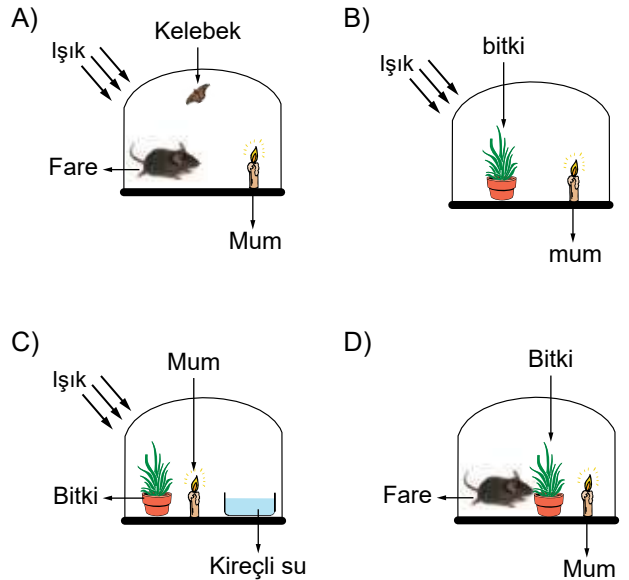 A)
Kelebek
Işık
Fare
Mum
B)
bitki
Işık
mum
C)
Mum
Işık
Bitki
Kireçli su
D)
Bitki
Fare
Mum